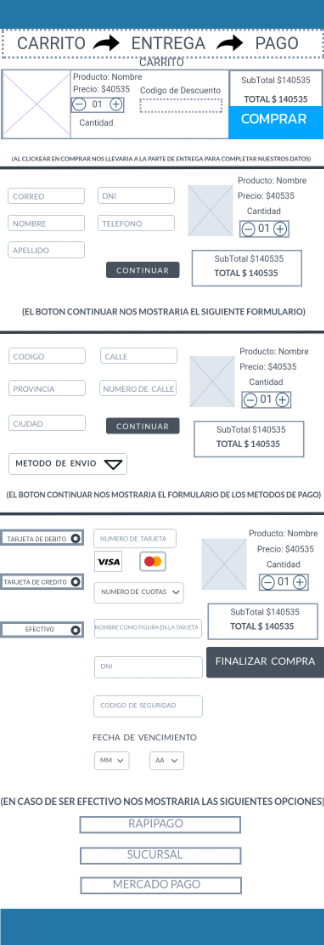 CARRITO ENTREGA PAGO
CARRITO
Producto: Nombre
Precio: $40535
01
Cantidad
Codigo de Descuento
SubTotal $140535
TOTAL $ 140535
COMPRAR
(AL CLICKEAR EN COMPRAR NOS LLEVARIA A LA PARTE DE ENTREGA PARA COMPLETAR NUESTROS DATOS)
CORREO
DNI
NOMBRE
TELEFONO
APELLIDO
CONTINUAR
Producto: Nombre
Precio: $40535
Cantidad
01
SubTotal $140535
TOTAL $ 140535
(EL BOTON CONTINUAR NOS MOSTRARIA EL SIGUIENTE FORMULARIO)
CODIGO
CALLE
PROVINCIA
NUMERO DE CALLE
CIUDAD
CONTINUAR
METODO DE ENVIO
Producto: Nombre
Precio: $40535
Cantidad
01
SubTotal $140535
TOTAL $ 140535
(EL BOTON CONTINUAR NOS MOSTRARIA EL FORMULARIO DE LOS METODOS DE PAGO)
TARJETA DE DEBITO
TARJETA DE CREDITO
EFECTIVO
NUMERO DE TARJETA
VISA
NUMERO DE CUOTAS
NOMBRE COMO FIGURA EN LA TARJETA
DNI
CODIGO DE SEGURIDAD
FECHA DE VENCIMIENTO
MM
AA
Producto: Nombre
Precio: $40535
Cantidad
01
SubTotal $140535
TOTAL $ 140535
FINALIZAR COMPRA
(EN CASO DE SER EFECTIVO NOS MOSTRARIA LAS SIGUIENTES OPCIONES)
RAPIPAGO
SUCURSAL
MERCADO PAGO